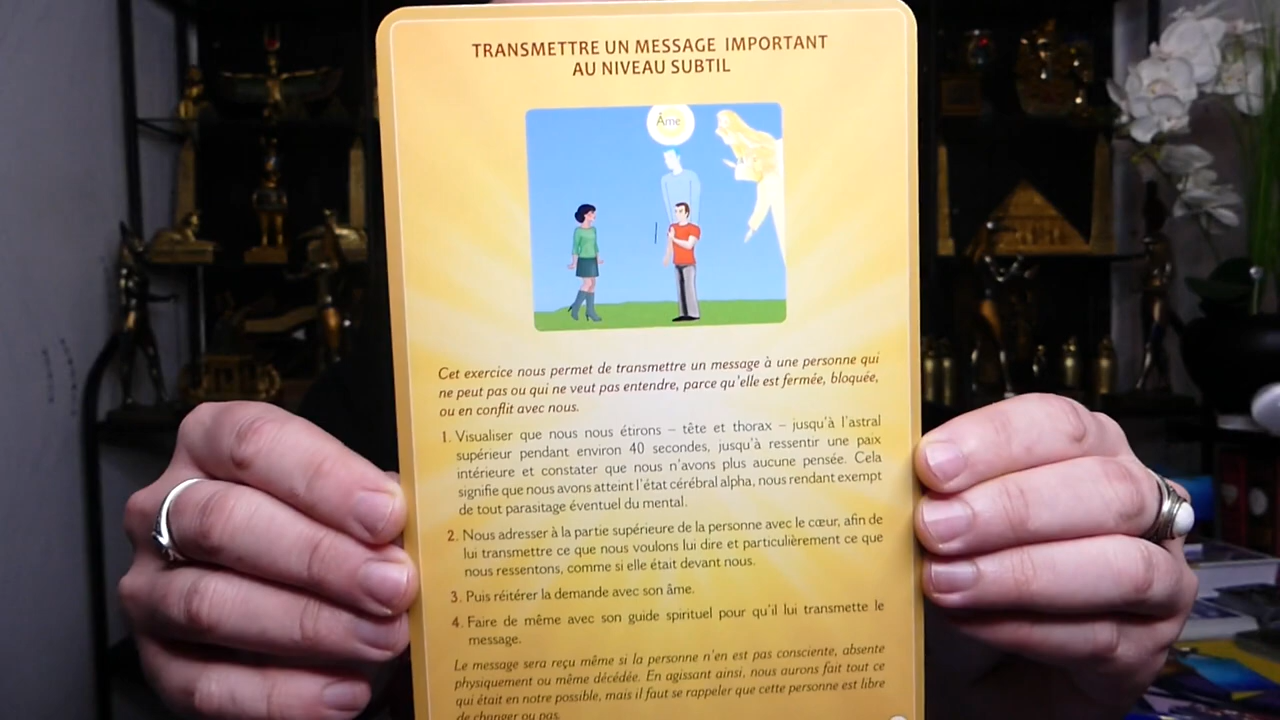 TRANSMETTRE UN MESSAGE IMPORTANT
AU NIVEAU SUBTIL
Âme
Cet exercice nous permet de transmettre un message à une personne qui
ne peut pas ou qui ne veut pas entendre, parce qu'elle est fermée, bloquée,
ou en conflit avec nous.
1. Visualiser que nous nous étirons – tête et thorax – jusqu'à l'astral
supérieur pendant environ 40 secondes, jusqu'à ressentir une paix
intérieure et constater que nous n'avons plus aucune pensée. Cela
signifie que nous avons atteint l'état cérébral alpha, nous rendant exempt
de tout parasitage éventuel du mental.
2. Nous adresser à la partie supérieure de la personne avec le cœur, afin de
lui transmettre ce que nous voulons lui dire et particulièrement ce que
nous ressentons, comme si elle était devant nous.
3. Puis réitérer la demande avec son âme.
4. Faire de même avec son guide spirituel pour qu'il lui transmette le
message.
Le message sera reçu même si la personne n'en est pas consciente, absente
physiquement ou même décédée. En agissant ainsi, nous aurons fait tout ce
qui était en notre possible, mais il faut se rappeler que cette personne est libre
de changer ou pas.